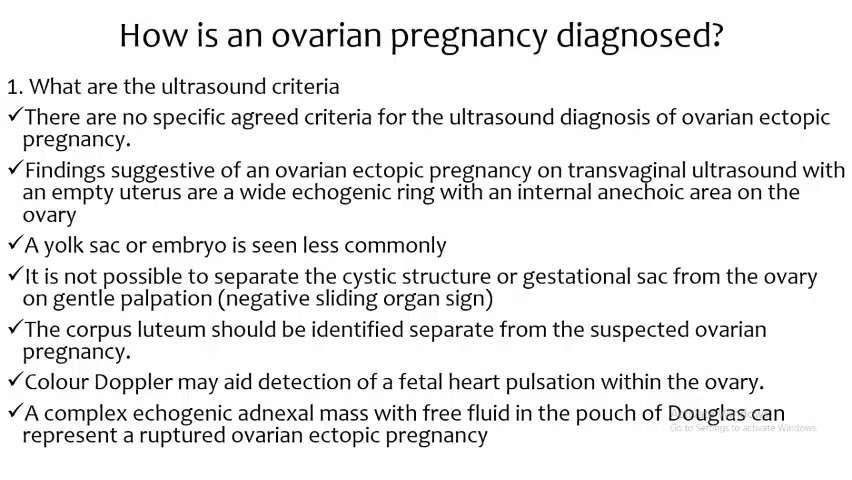 How is an ovarian pregnancy diagnosed?
1. What are the ultrasound criteria
✓There are no specific agreed criteria for the ultrasound diagnosis of ovarian ectopic
pregnancy.
✓Findings suggestive of an ovarian ectopic pregnancy on transvaginal ultrasound with
an empty uterus are a wide echogenic ring with an internal anechoic area on the
ovary
✓A yolk sac or embryo is seen less commonly
✓It is not possible to separate the cystic structure or gestational sac from the ovary
on gentle palpation (negative sliding organ sign)
✓The corpus luteum should be identified separate from the suspected ovarian
pregnancy.
✓Colour Doppler may aid detection of a fetal heart pulsation within the ovary.
✓A complex echogenic adnexal mass with free fluid in the pouch of Douglas can
represent a ruptured ovarian ectopic pregnancy
Activate Windows
Go to Settings to activate Windows.